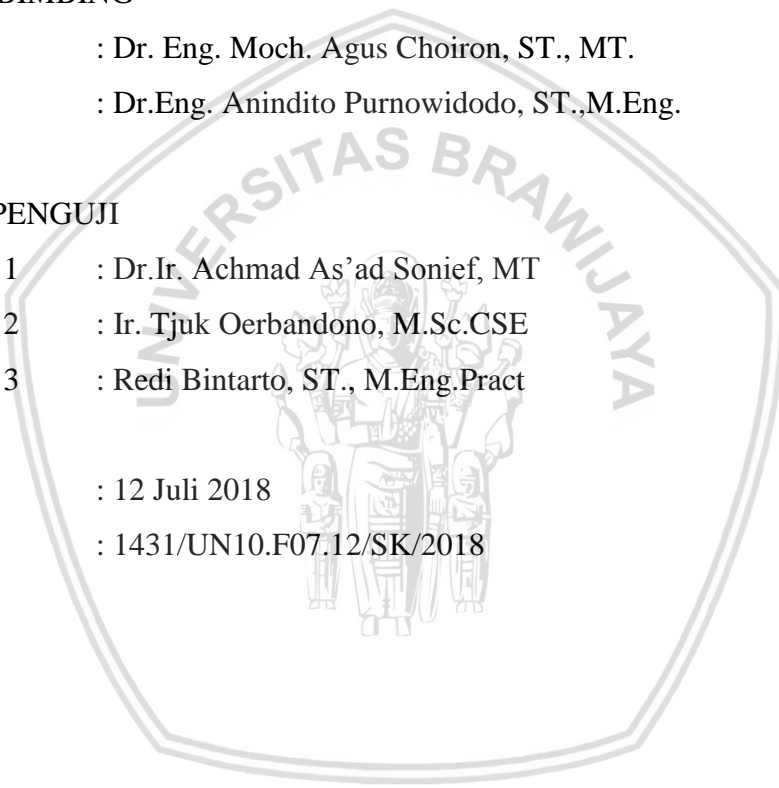 : Dr. Eng. Moch. Agus Choiron, ST., MT.
: Dr.Eng. Anindito Purnowidodo, ST.,M.Eng.
PENGUJI
1 : Dr.Ir. Achmad As’ad Sonief, MT
2 : Ir. Tjuk Oerbandono, M.Sc.CSE
3 : Redi Bintarto, ST., M.Eng.Pract
: 12 Juli 2018
: 1431/UN10.F07.12/SK/2018
UNIVERSITAS BRAWIJAYA